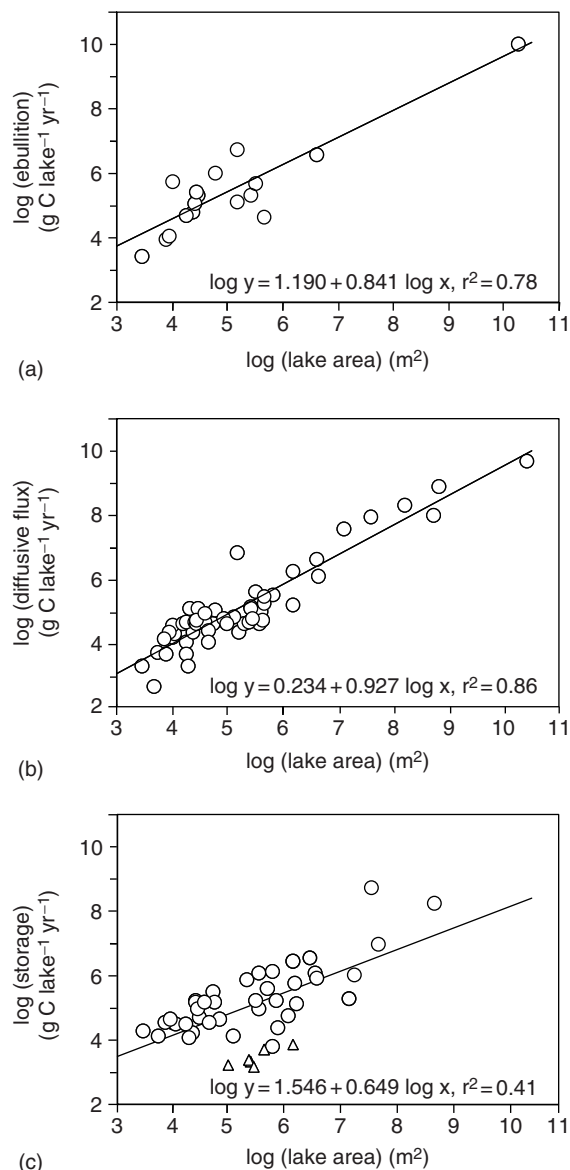 10
8
6
4
2
log (ebullition)
(g C lake⁻¹ yr⁻¹)
log y = 1.190 + 0.841 log x, r² = 0.78
3 4 5 6 7 8 9 10 11
log (lake area) (m²)
(a)
10
8
6
4
2
log (diffusive flux)
(g C lake⁻¹ yr⁻¹)
log y = 0.234 + 0.927 log x, r² = 0.86
3 4 5 6 7 8 9 10 11
log (lake area) (m²)
(b)
10
8
6
4
2
log (storage)
(g C lake⁻¹ yr⁻¹)
log y = 1.546 + 0.649 log x, r² = 0.41
3 4 5 6 7 8 9 10 11
log (lake area) (m²)
(c)